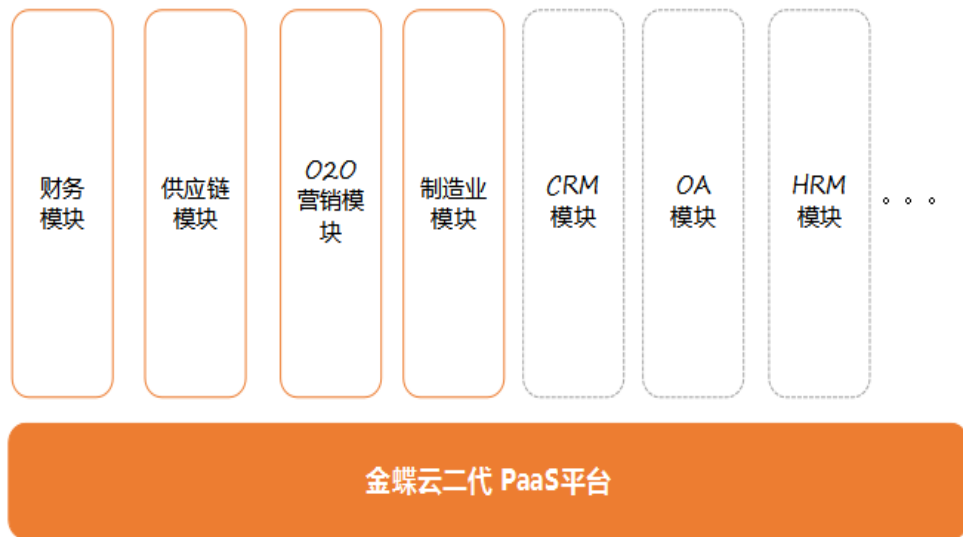 财务
模块
供应链
模块
O2O
营销模
块
制造业
模块
CRM
模块
OA
模块
HRM
模块
。。。
金蝶云二代 PaaS平台